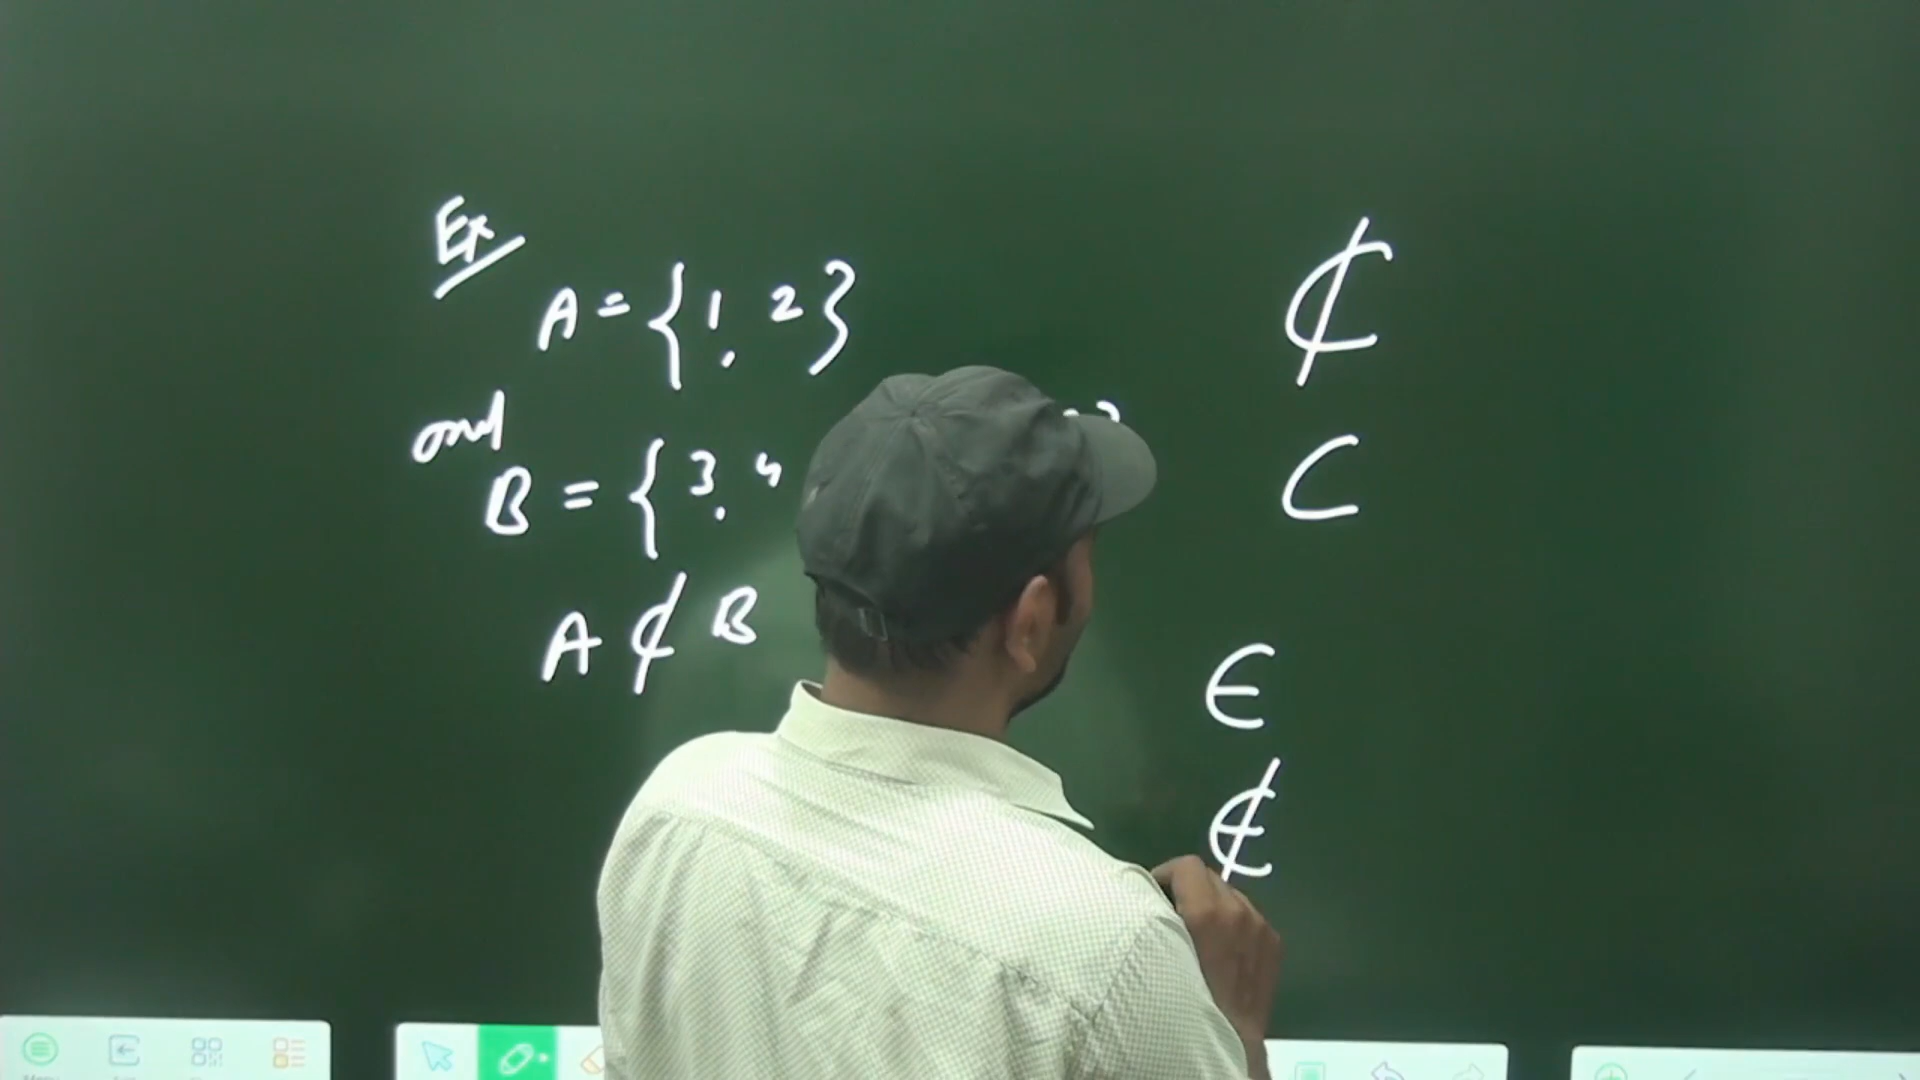 Ex
A = {1, 2}
and
B = {3, 4
A ⊄ B
⊄
⊂
∈
∉